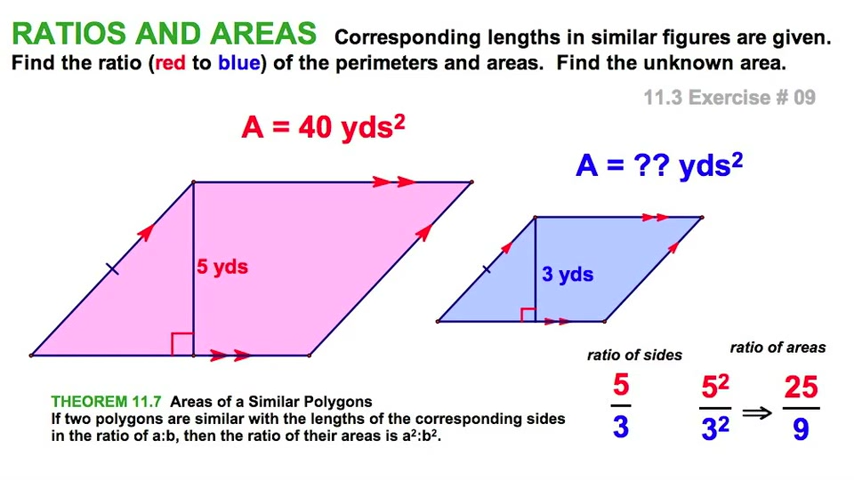 RATIOS AND AREAS Corresponding lengths in similar figures are given.
Find the ratio (red to blue) of the perimeters and areas. Find the unknown area.
11.3 Exercise # 09
A = 40 yds²
A = ?? yds²
5 yds
3 yds
ratio of sides
ratio of areas
5
3
5²
3²
⇒
25
9
THEOREM 11.7 Areas of a Similar Polygons
If two polygons are similar with the lengths of the corresponding sides
in the ratio of a:b, then the ratio of their areas is a²:b².